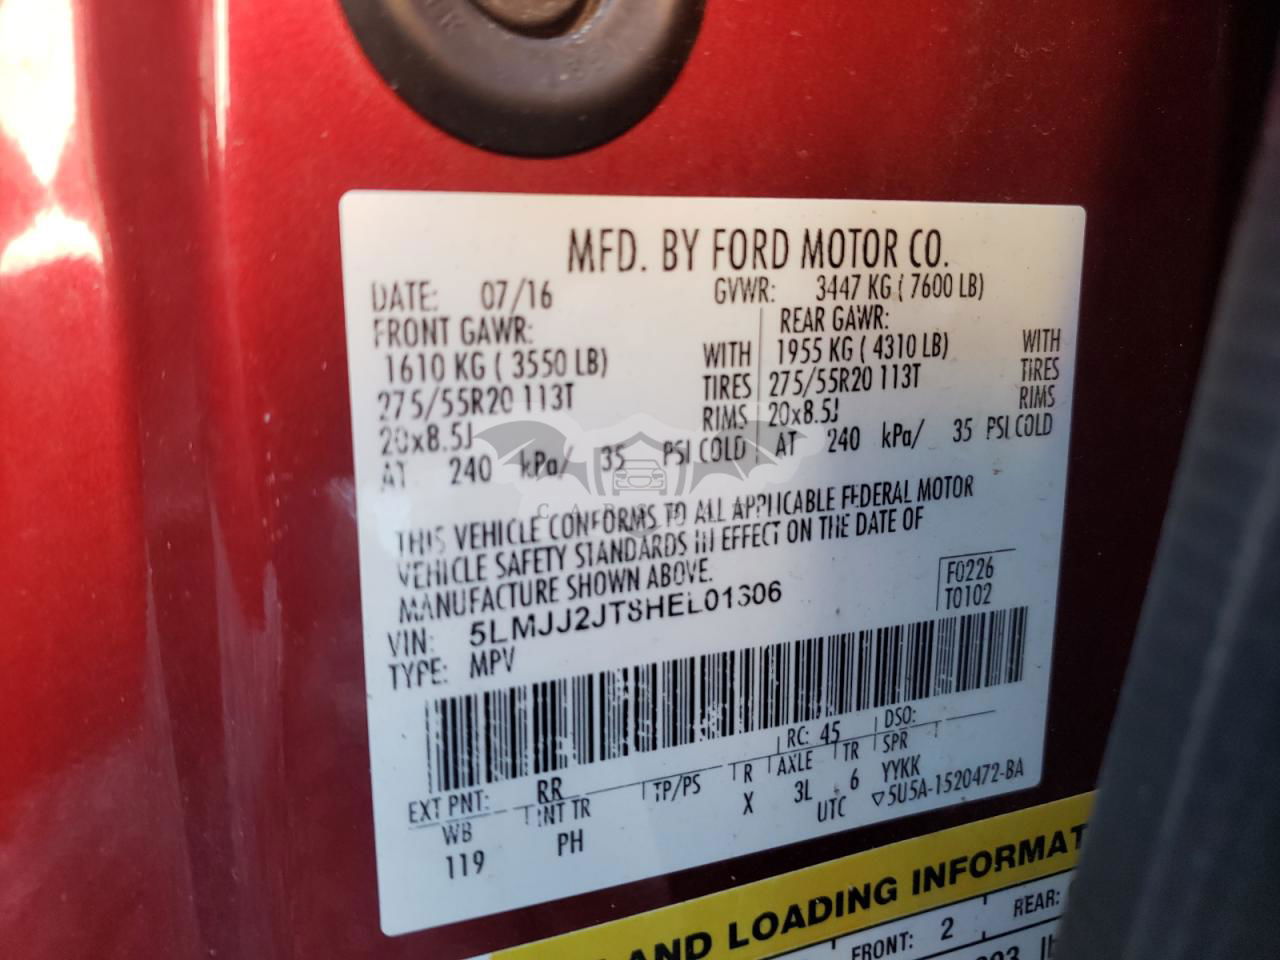 MFD. BY FORD MOTOR CO.
DATE: 07/16 GVWR: 3447 KG ( 7600 LB)
FRONT GAWR: REAR GAWR:
1610 KG ( 3550 LB) WITH 1955 KG ( 4310 LB) WITH
275/55R20 113T TIRES 275/55R20 113T TIRES
20x8.5J RIMS 20x8.5J RIMS
AT 240 kPa/ 35 PSI COLD AT 240 kPa/ 35 PSI COLD
THIS VEHICLE CONFORMS TO ALL APPLICABLE FEDERAL MOTOR
VEHICLE SAFETY STANDARDS IN EFFECT ON THE DATE OF
MANUFACTURE SHOWN ABOVE.
F0226
T0102
VIN:
TYPE: MPV
RC: 45 DSO:
EXT PNT: RR
WB INT TR TP/PS R AXLE TR SPR
119 PH X 3L 6 YYKK
UTC ▽5U5A-1520472-BA
AND LOADING INFORMAT
FRONT: 2 REAR: